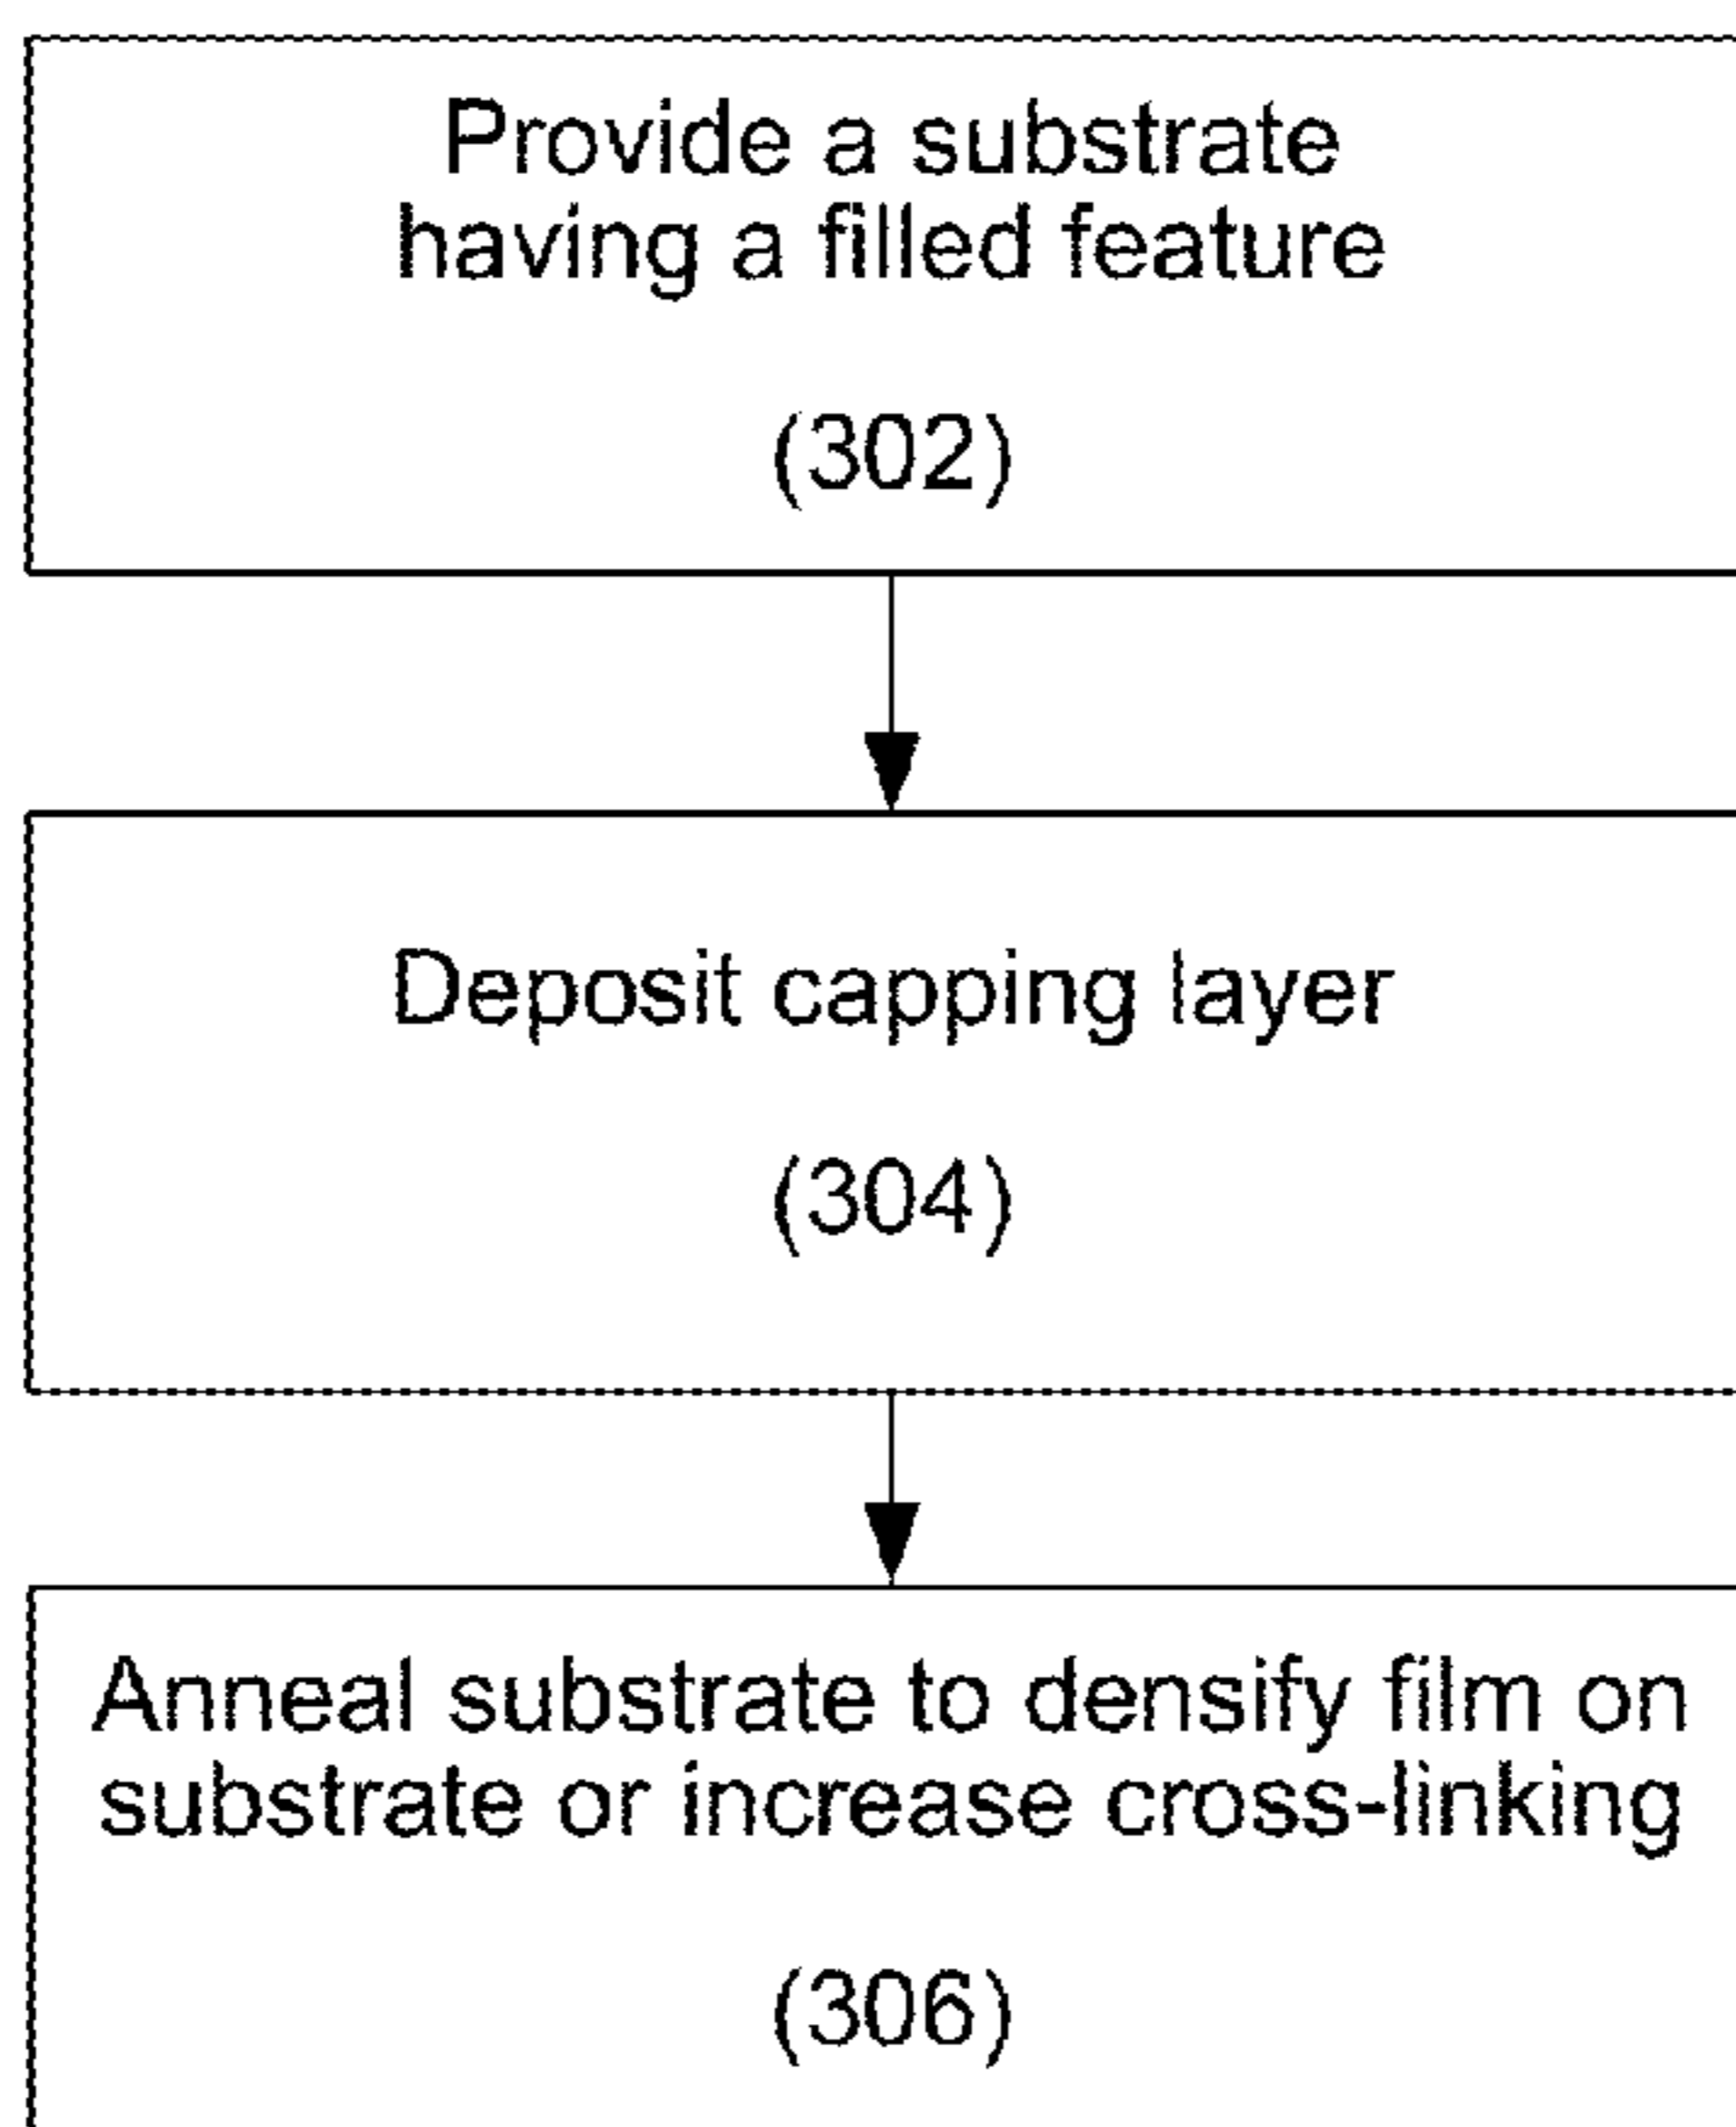 Provide a substrate
having a filled feature
(302)
Deposit capping layer
(304)
Anneal substrate to densify film on
substrate or increase cross-linking
(306)